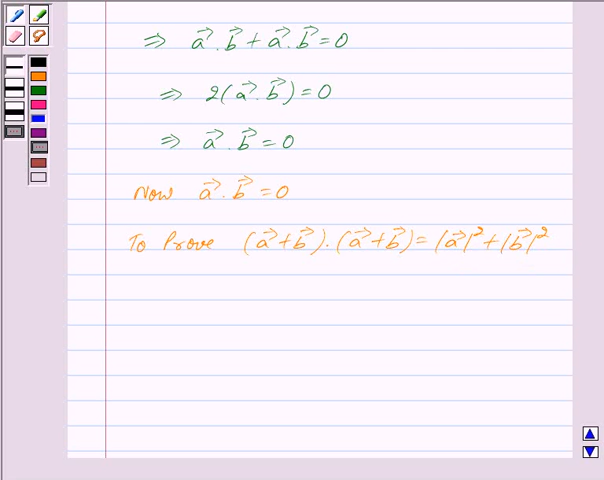 ⇒ a⃗ . b⃗ + a⃗ . b⃗ = 0
⇒ 2(a⃗ . b⃗) = 0
⇒ a⃗ . b⃗ = 0
Now a⃗ . b⃗ = 0
To Prove (a⃗ + b⃗) . (a⃗ + b⃗) = |a⃗|² + |b⃗|²